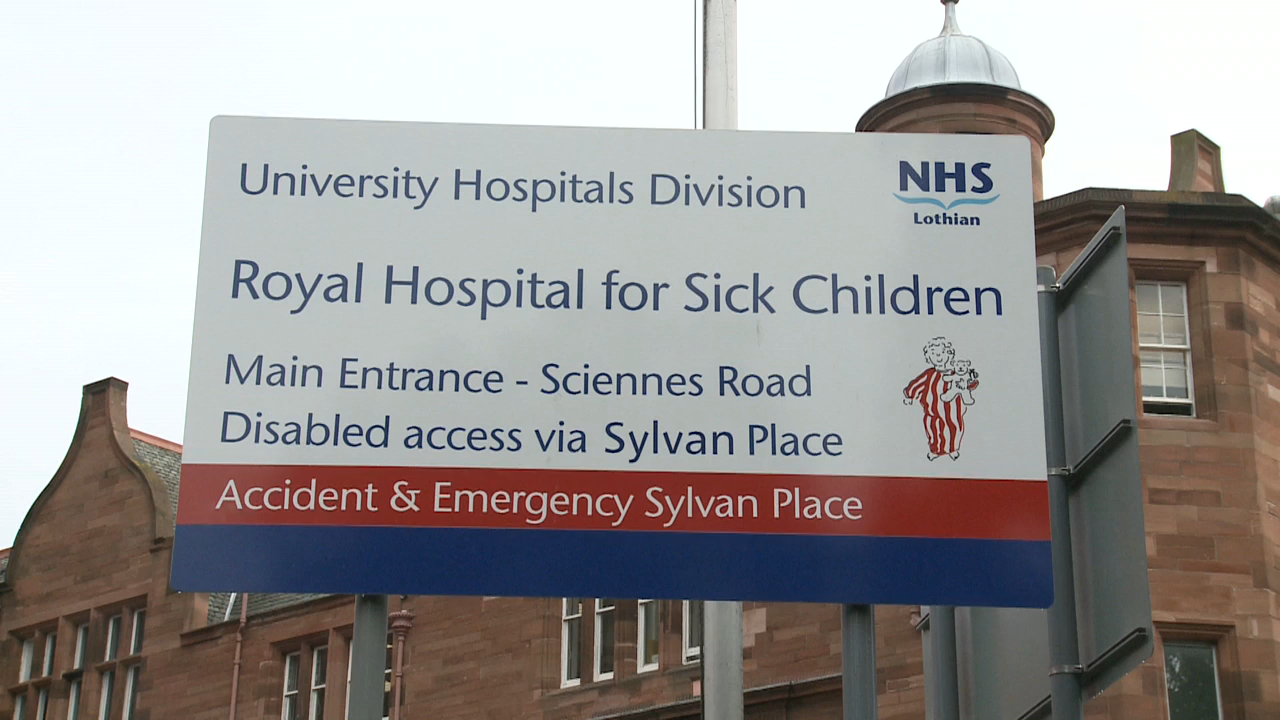 University Hospitals Division
NHS
Lothian
Royal Hospital for Sick Children
Main Entrance - Sciennes Road
Disabled access via Sylvan Place
Accident & Emergency Sylvan Place